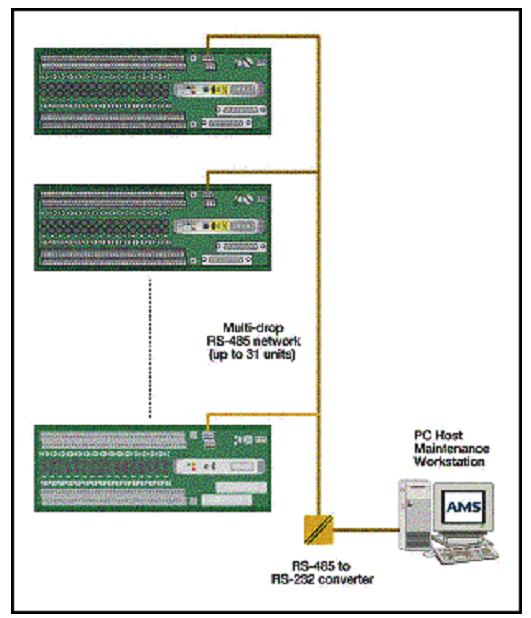 Multi-drop
RS-485 network
(up to 31 units)
PC Host
Maintenance
Workstation
AMS
RS-485 to
RS-232 converter